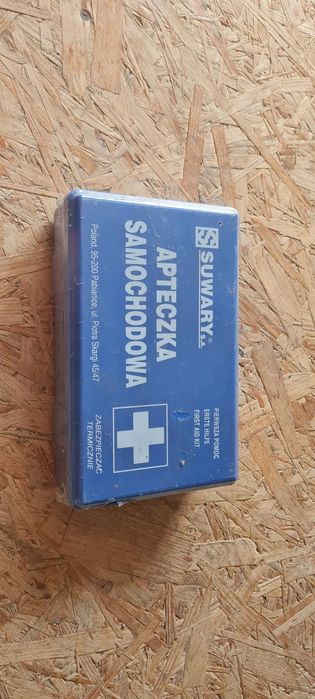 SUWARY S.A.®
APTECZKA
SAMOCHODOWA
Poland, 95-200 Pabianice, ul. Piotra Skargi 45/47
PIERWSZA POMOC
ERSTE HILFE
FIRST AID KIT
ZABEZPIECZAĆ
TERMICZNIE